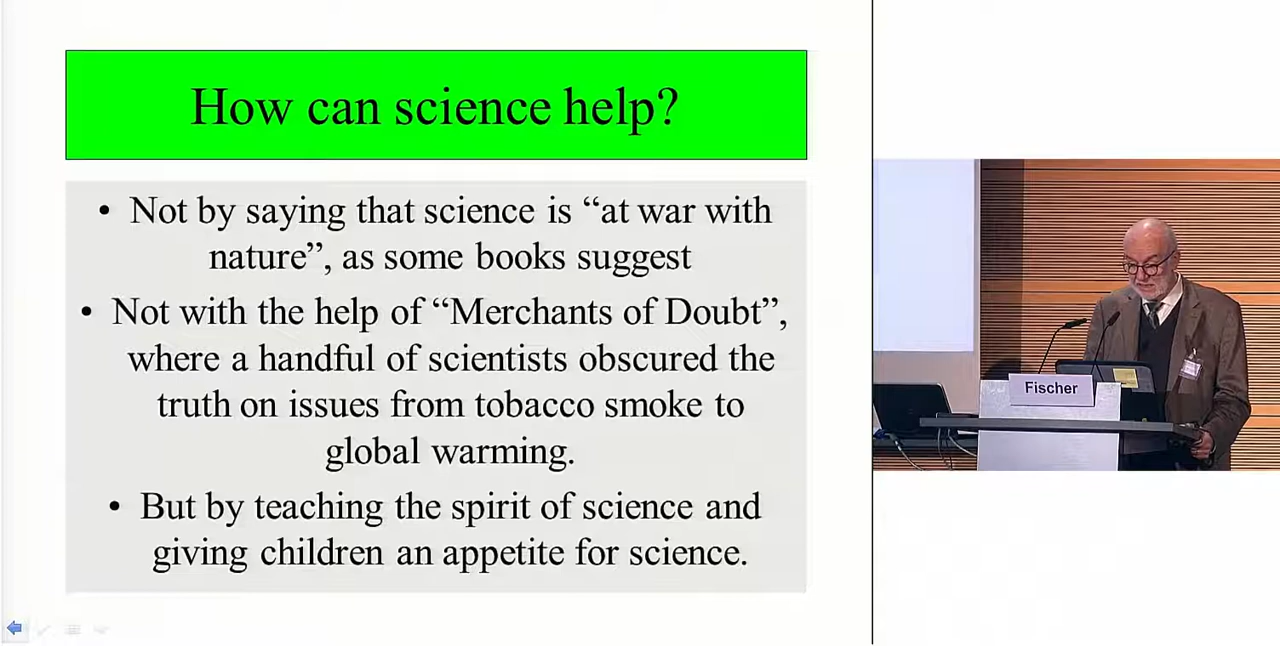 How can science help?
• Not by saying that science is “at war with
nature”, as some books suggest
• Not with the help of “Merchants of Doubt”,
where a handful of scientists obscured the
truth on issues from tobacco smoke to
global warming.
• But by teaching the spirit of science and
giving children an appetite for science.
Fischer